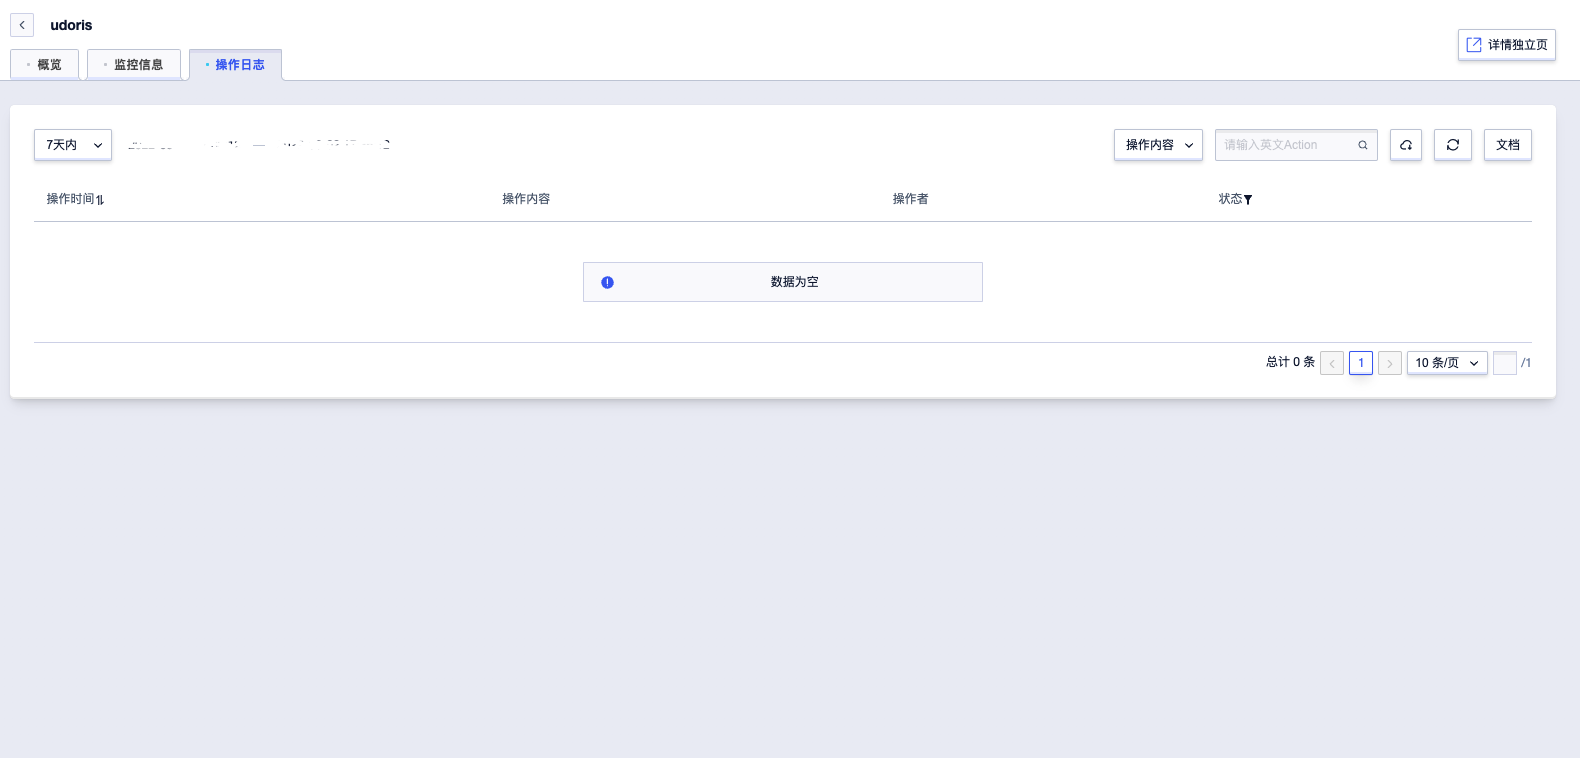 udoris
详情独立页
概览
监控信息
操作日志
7天内
操作内容
请输入英文Action
文档
操作时间
操作内容
操作者
状态
数据为空
总计 0 条
1
10 条/页
/1